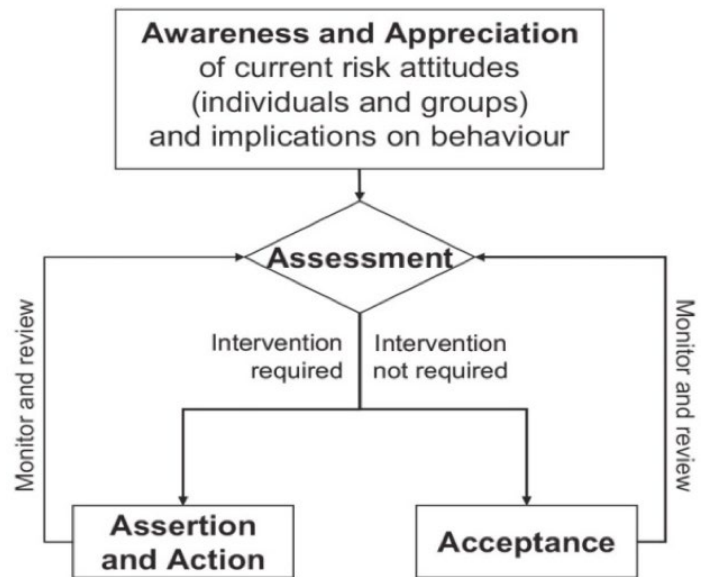 Awareness and Appreciation
of current risk attitudes
(individuals and groups)
and implications on behaviour
Assessment
Intervention
required
Intervention
not required
Monitor and review
Monitor and review
Assertion
and Action
Acceptance